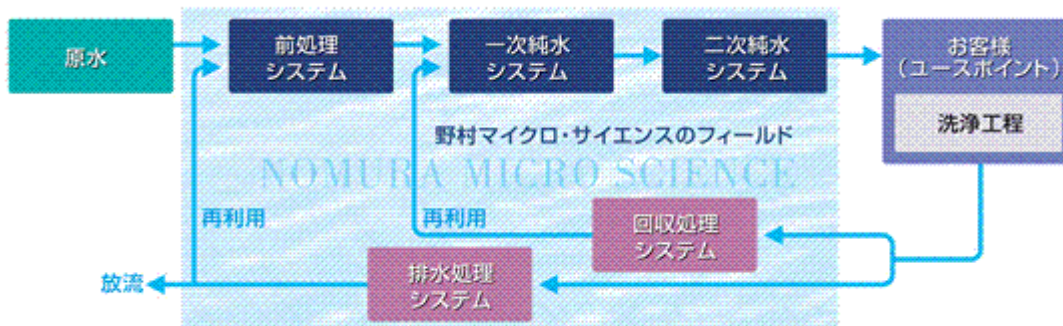 原水
前処理
システム
一次純水
システム
二次純水
システム
お客様
（ユースポイント）
洗浄工程
野村マイクロ・サイエンスのフィールド
NOMURA MICRO SCIENCE
再利用
再利用
回収処理
システム
放流
排水処理
システム